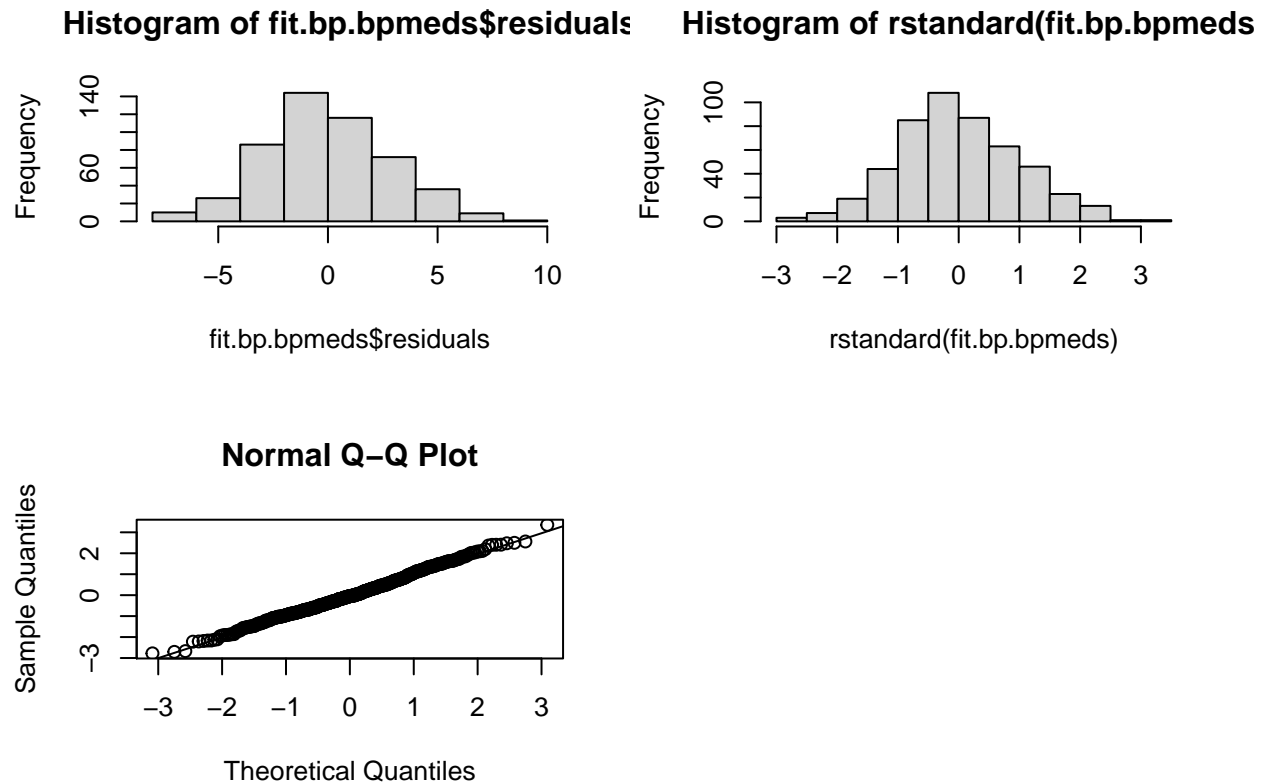 Histogram of fit.bp.bpmeds$residuals
Frequency
0 60 140
−5 0 5 10
fit.bp.bpmeds$residuals
Histogram of rstandard(fit.bp.bpmeds
Frequency
0 40 100
−3 −2 −1 0 1 2 3
rstandard(fit.bp.bpmeds)
Normal Q−Q Plot
Sample Quantiles
−3 0 2
−3 −2 −1 0 1 2 3
Theoretical Quantiles